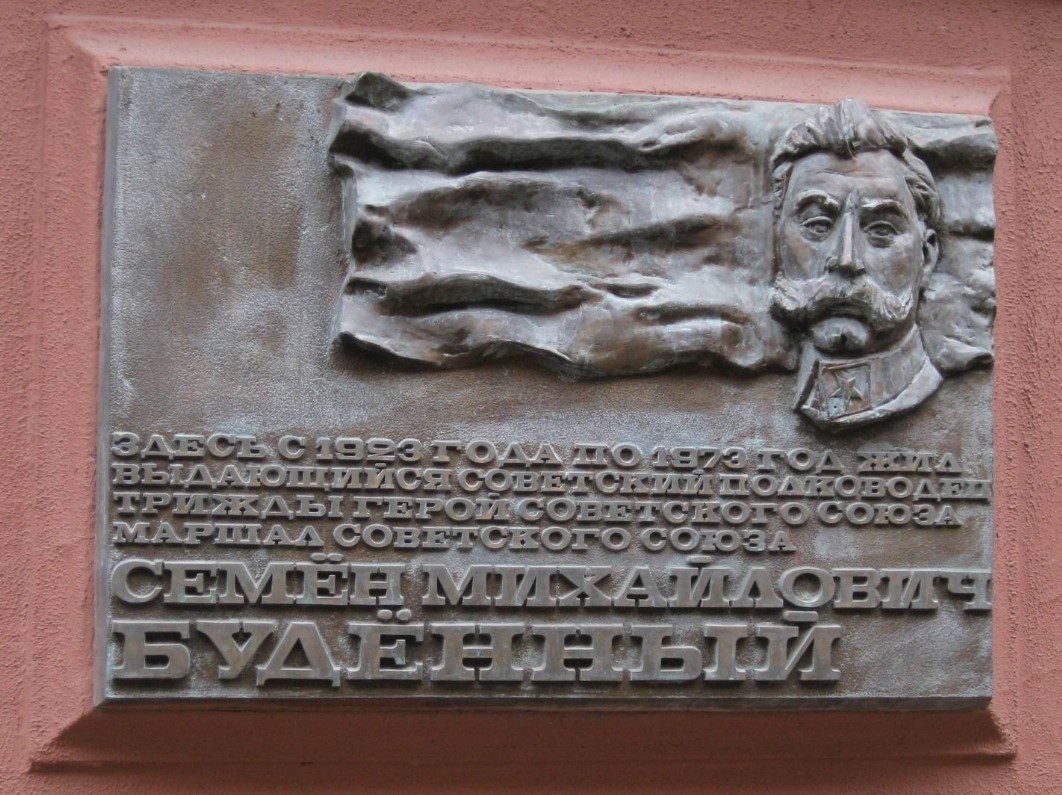 ЗДЕСЬ С 1923 ГОДА ПО 1973 ГОД ЖИЛ
ВЫДАЮЩИЙСЯ СОВЕТСКИЙ ПОЛКОВОДЕЦ
ТРИЖДЫ ГЕРОЙ СОВЕТСКОГО СОЮЗА
МАРШАЛ СОВЕТСКОГО СОЮЗА
СЕМЁН МИХАЙЛОВИЧ
БУДЁННЫЙ